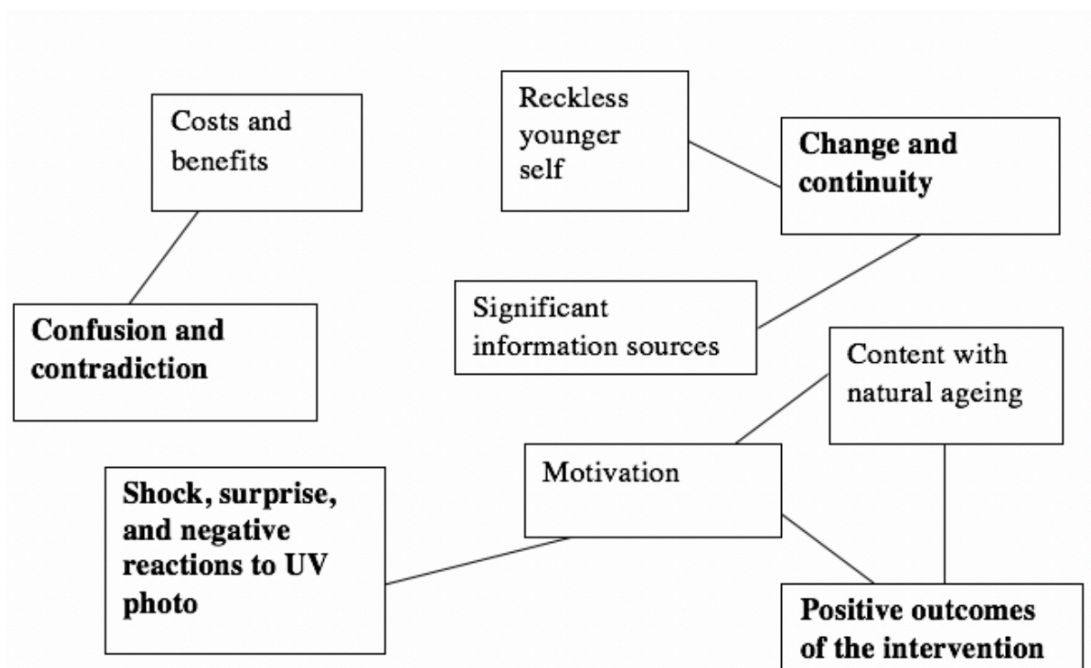 Costs and
benefits
Reckless
younger
self
Change and
continuity
Significant
information sources
Confusion and
contradiction
Content with
natural ageing
Motivation
Shock, surprise,
and negative
reactions to UV
photo
Positive outcomes
of the intervention